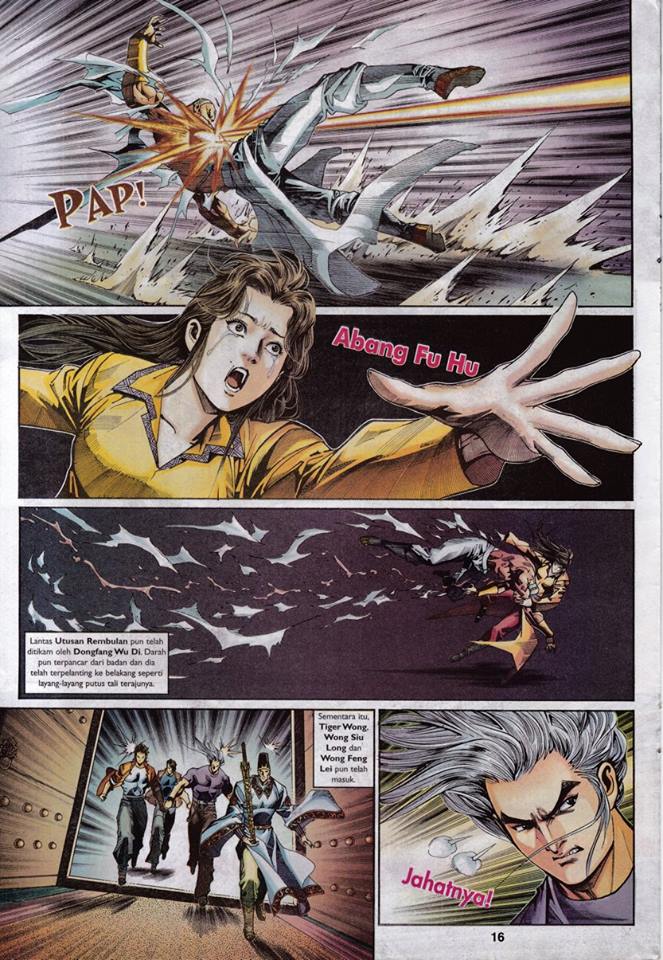 PAP!
Abang Fu Hu
Lantas Utusan Rembulan pun telah
ditikam oleh Dongfang Wu Di. Darah
pun terpancar dari badan dan dia
telah terpelanting ke belakang seperti
layang-layang putus tali terajunya.
Sementara itu,
Tiger Wong,
Wong Siu
Long dan
Wong Feng
Lei pun telah
masuk.
Jahatnya!
16